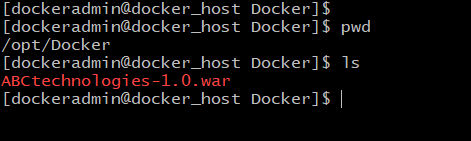 [dockeradmin@docker_host Docker]$
[dockeradmin@docker_host Docker]$ pwd
/opt/Docker
[dockeradmin@docker_host Docker]$ ls
ABCtechnologies-1.0.war
[dockeradmin@docker_host Docker]$